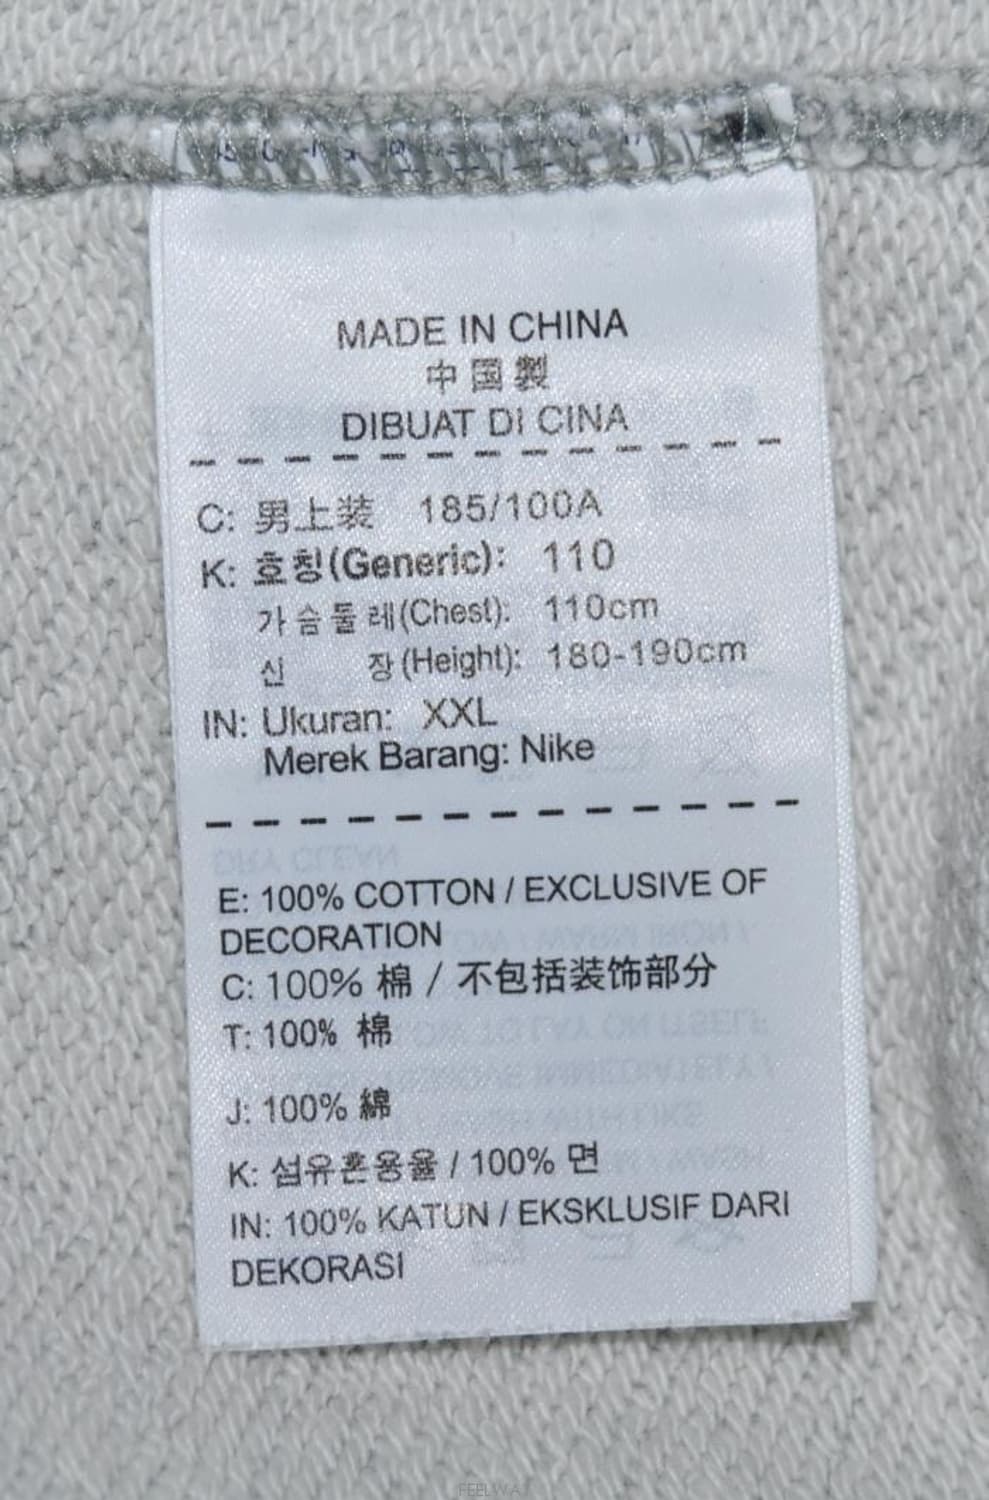 MADE IN CHINA
中国製
DIBUAT DI CINA
C: 男上装 185/100A
K: 호칭(Generic): 110
가슴둘레(Chest): 110cm
신 장(Height): 180-190cm
IN: Ukuran: XXL
Merek Barang: Nike
E: 100% COTTON / EXCLUSIVE OF
DECORATION
C: 100% 棉 / 不包括装饰部分
T: 100% 棉
J: 100% 綿
K: 섬유혼용율 / 100% 면
IN: 100% KATUN / EKSKLUSIF DARI
DEKORASI